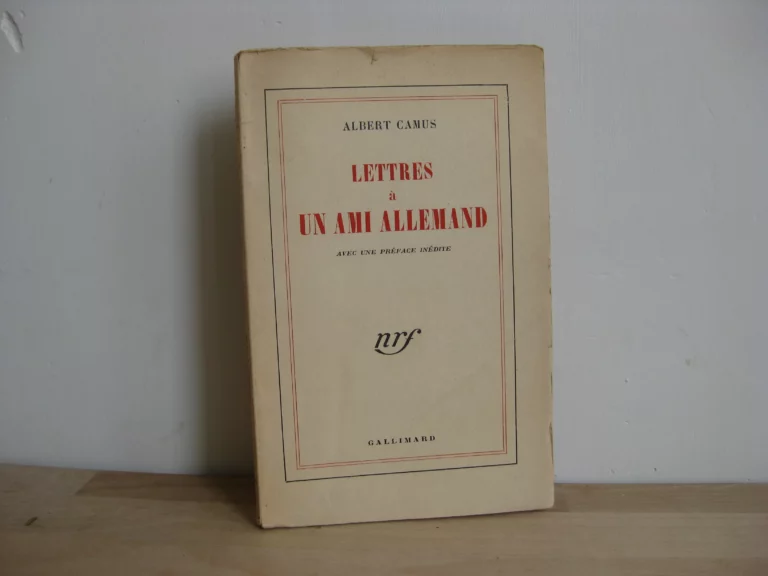 ALBERT CAMUS
LETTRES
à
UN AMI ALLEMAND
AVEC UNE PRÉFACE INÉDITE
nrf
GALLIMARD